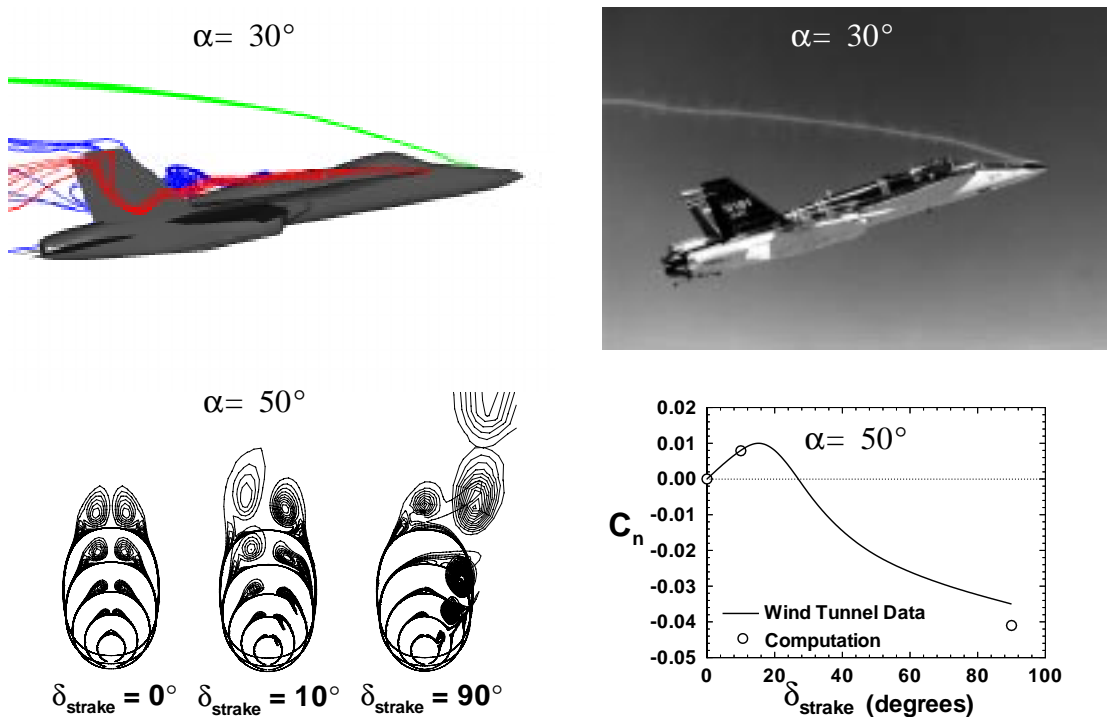 α= 30°
α= 30°
α= 50°
δstrake = 0°
δstrake = 10°
δstrake = 90°
α= 50°
0.02
0.01
0.00
-0.01
-0.02
-0.03
-0.04
-0.05
Cn
Wind Tunnel Data
Computation
0 20 40 60 80 100
δstrake (degrees)